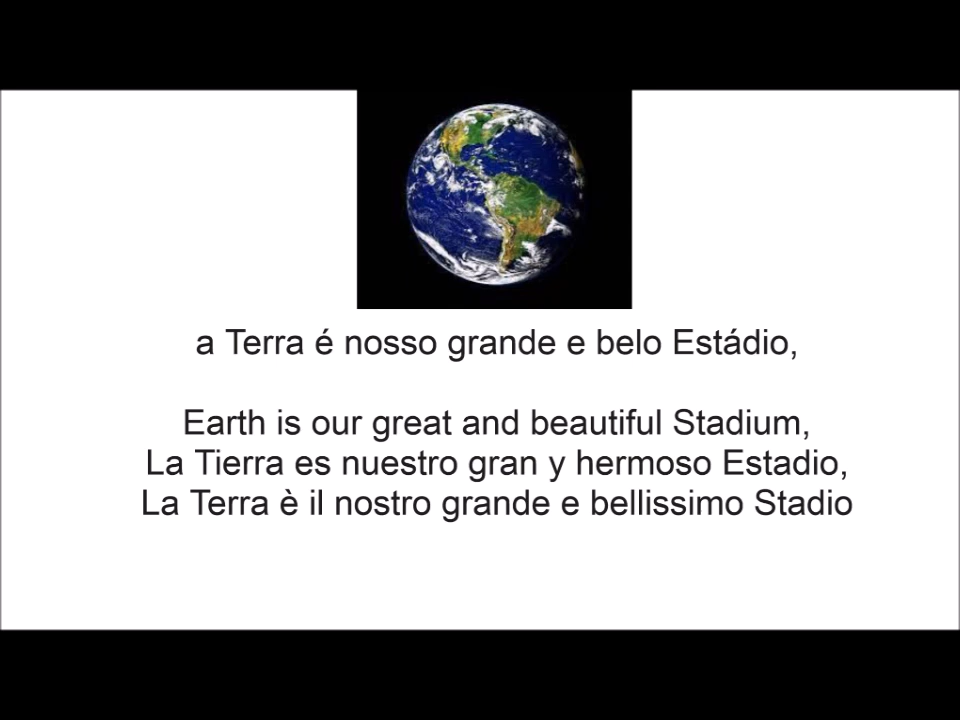 a Terra é nosso grande e belo Estádio,
Earth is our great and beautiful Stadium,
La Tierra es nuestro gran y hermoso Estadio,
La Terra è il nostro grande e bellissimo Stadio